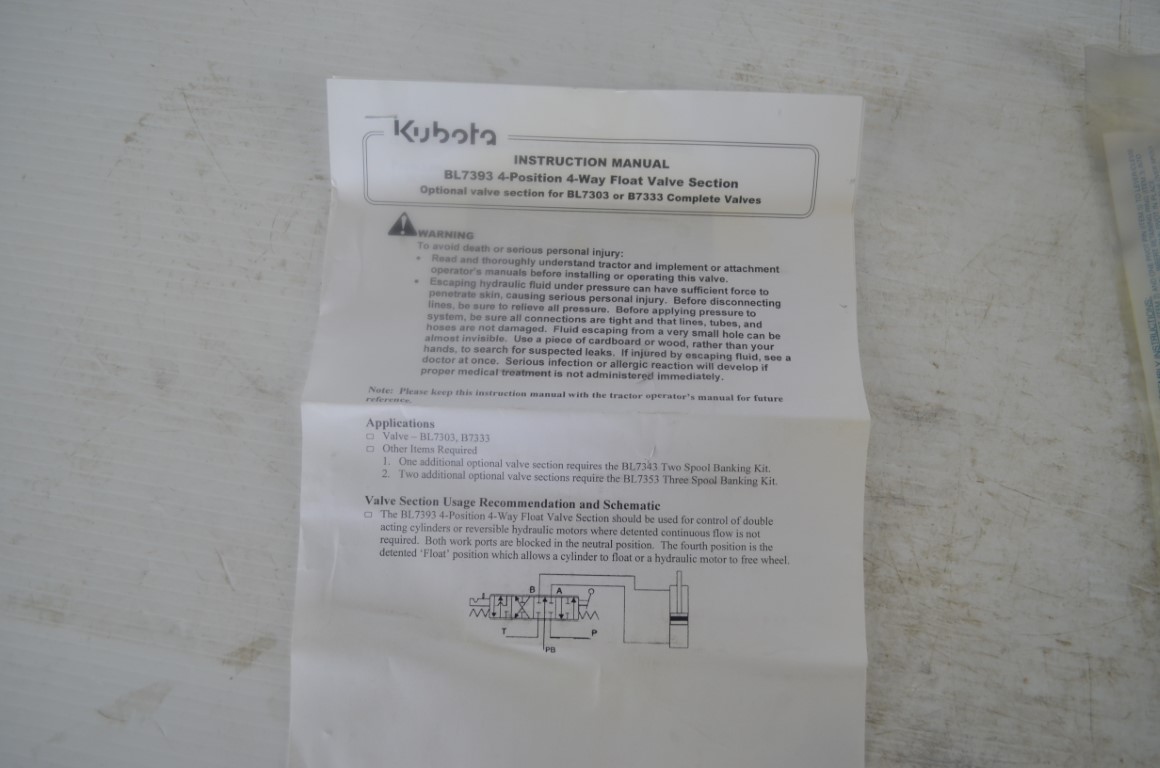 Kubota
INSTRUCTION MANUAL
BL7393 4-Position 4-Way Float Valve Section
Optional valve section for BL7303 or B7333 Complete Valves
WARNING
To avoid death or serious personal injury:
• Read and thoroughly understand tractor and implement or attachment
operator's manuals before installing or operating this valve.
• Escaping hydraulic fluid under pressure can have sufficient force to
penetrate skin, causing serious personal injury. Before disconnecting
lines, be sure to relieve all pressure. Before applying pressure to
system, be sure all connections are tight and that lines, tubes, and
hoses are not damaged. Fluid escaping from a very small hole can be
almost invisible. Use a piece of cardboard or wood, rather than your
hands, to search for suspected leaks. If injured by escaping fluid, see a
doctor at once. Serious infection or allergic reaction will develop if
proper medical treatment is not administered immediately.
Note: Please keep this instruction manual with the tractor operator's manual for future
reference.
Applications
Valve – BL7303, B7333
Other Items Required
1. One additional optional valve section requires the BL7343 Two Spool Banking Kit.
2. Two additional optional valve sections require the BL7353 Three Spool Banking Kit.
Valve Section Usage Recommendation and Schematic
The BL7393 4-Position 4-Way Float Valve Section should be used for control of double
acting cylinders or reversible hydraulic motors where detented continuous flow is not
required. Both work ports are blocked in the neutral position. The fourth position is the
detented 'Float' position which allows a cylinder to float or a hydraulic motor to free wheel.
B A
T P
PB